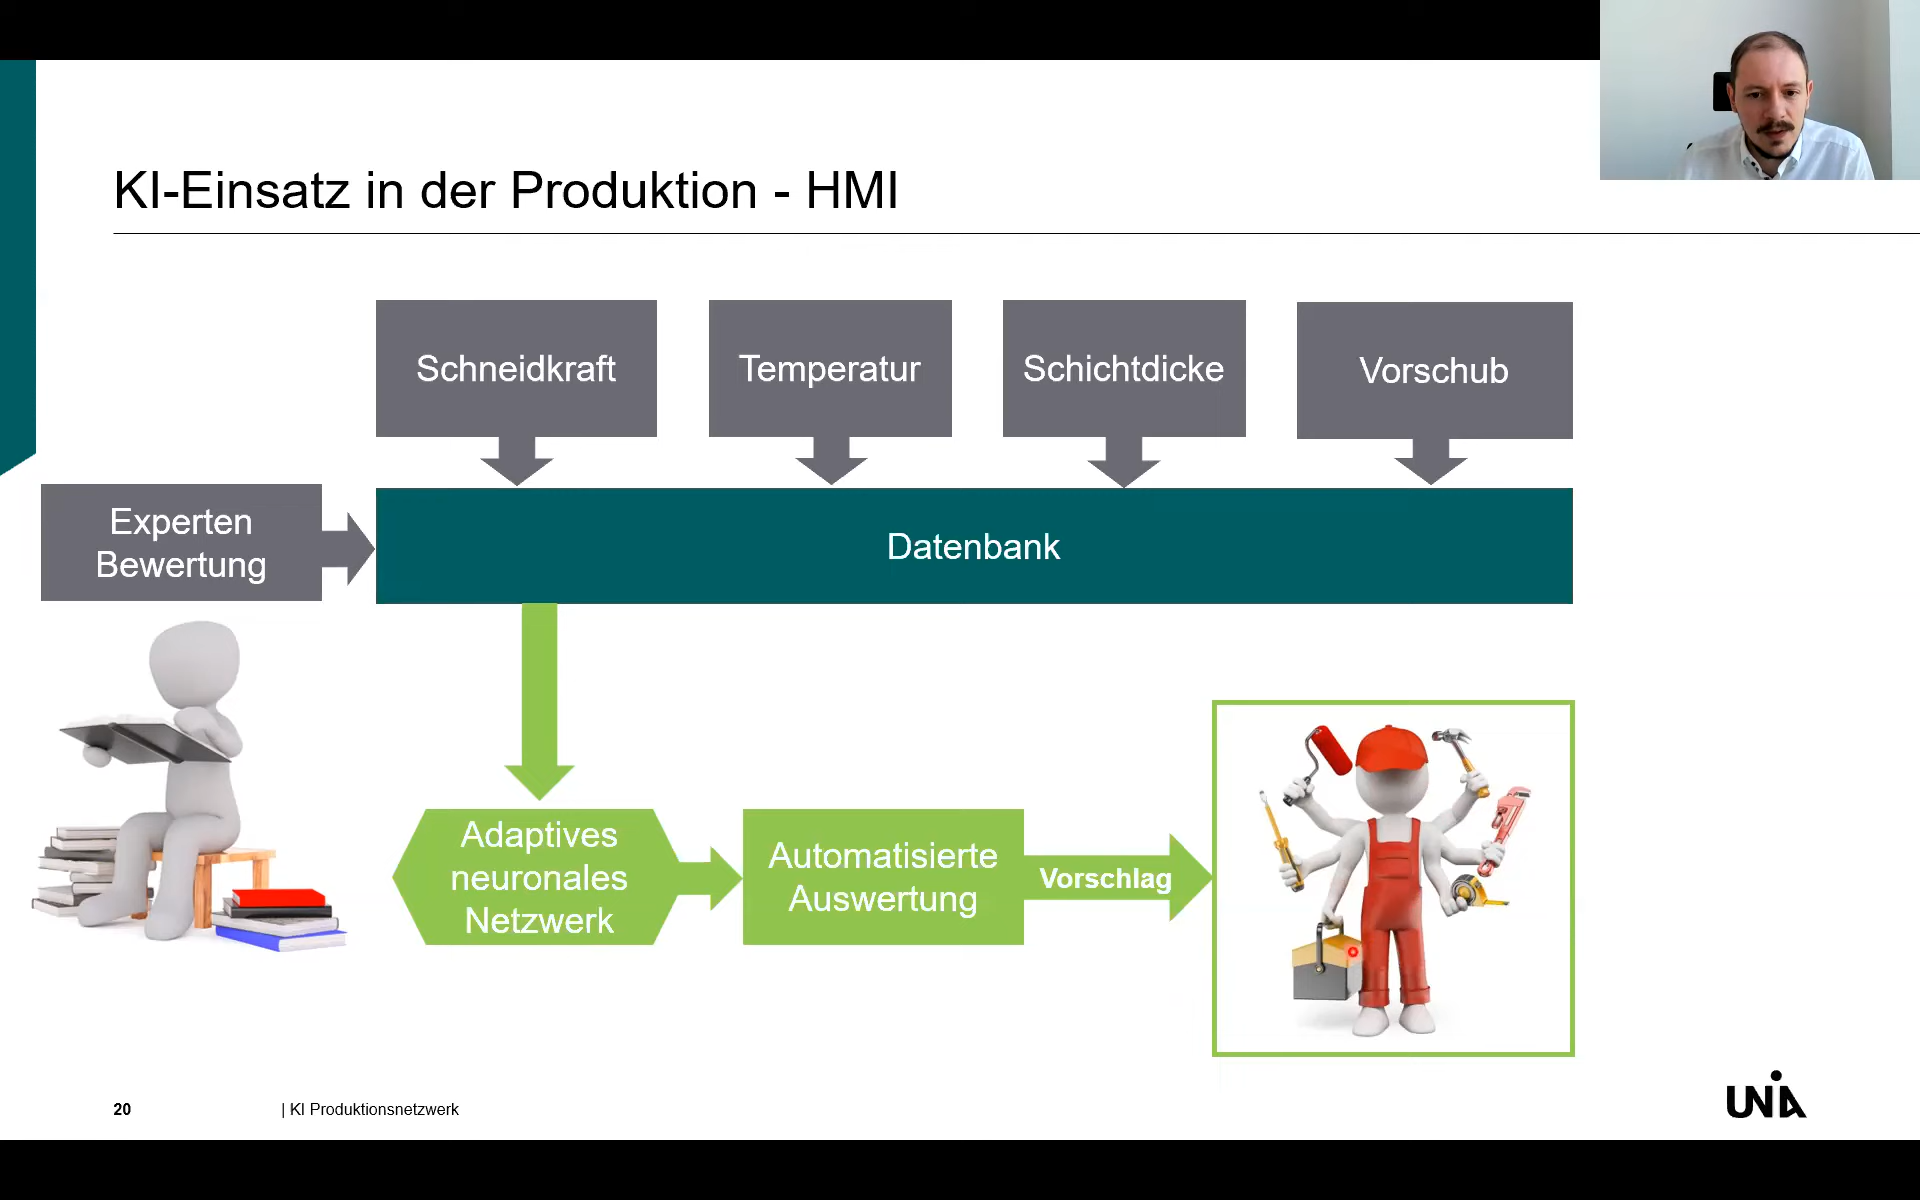 KI-Einsatz in der Produktion - HMI
Schneidkraft
Temperatur
Schichtdicke
Vorschub
Experten
Bewertung
Datenbank
Adaptives
neuronales
Netzwerk
Automatisierte
Auswertung
Vorschlag
20
| KI Produktionsnetzwerk
UNIA